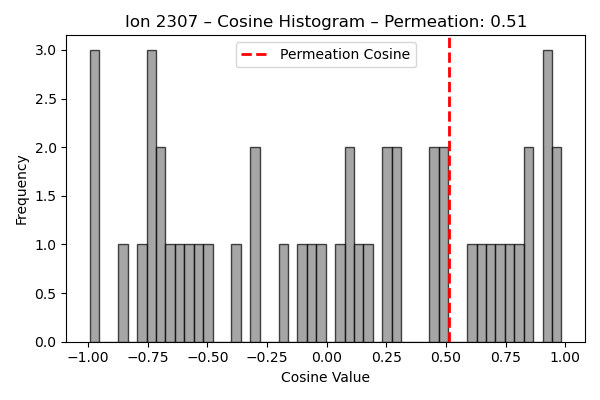 Ion 2307 – Cosine Histogram – Permeation: 0.51
Permeation Cosine
Frequency
3.0
2.5
2.0
1.5
1.0
0.5
0.0
−1.00 −0.75 −0.50 −0.25 0.00 0.25 0.50 0.75 1.00
Cosine Value